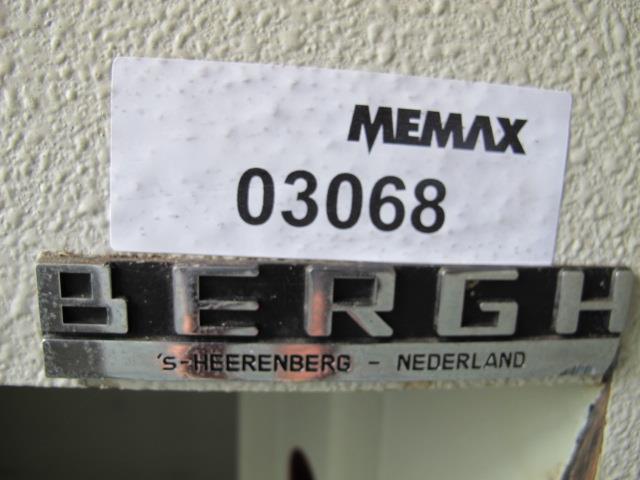 MEMAX
03068
BERGH
's-HEERENBERG - NEDERLAND